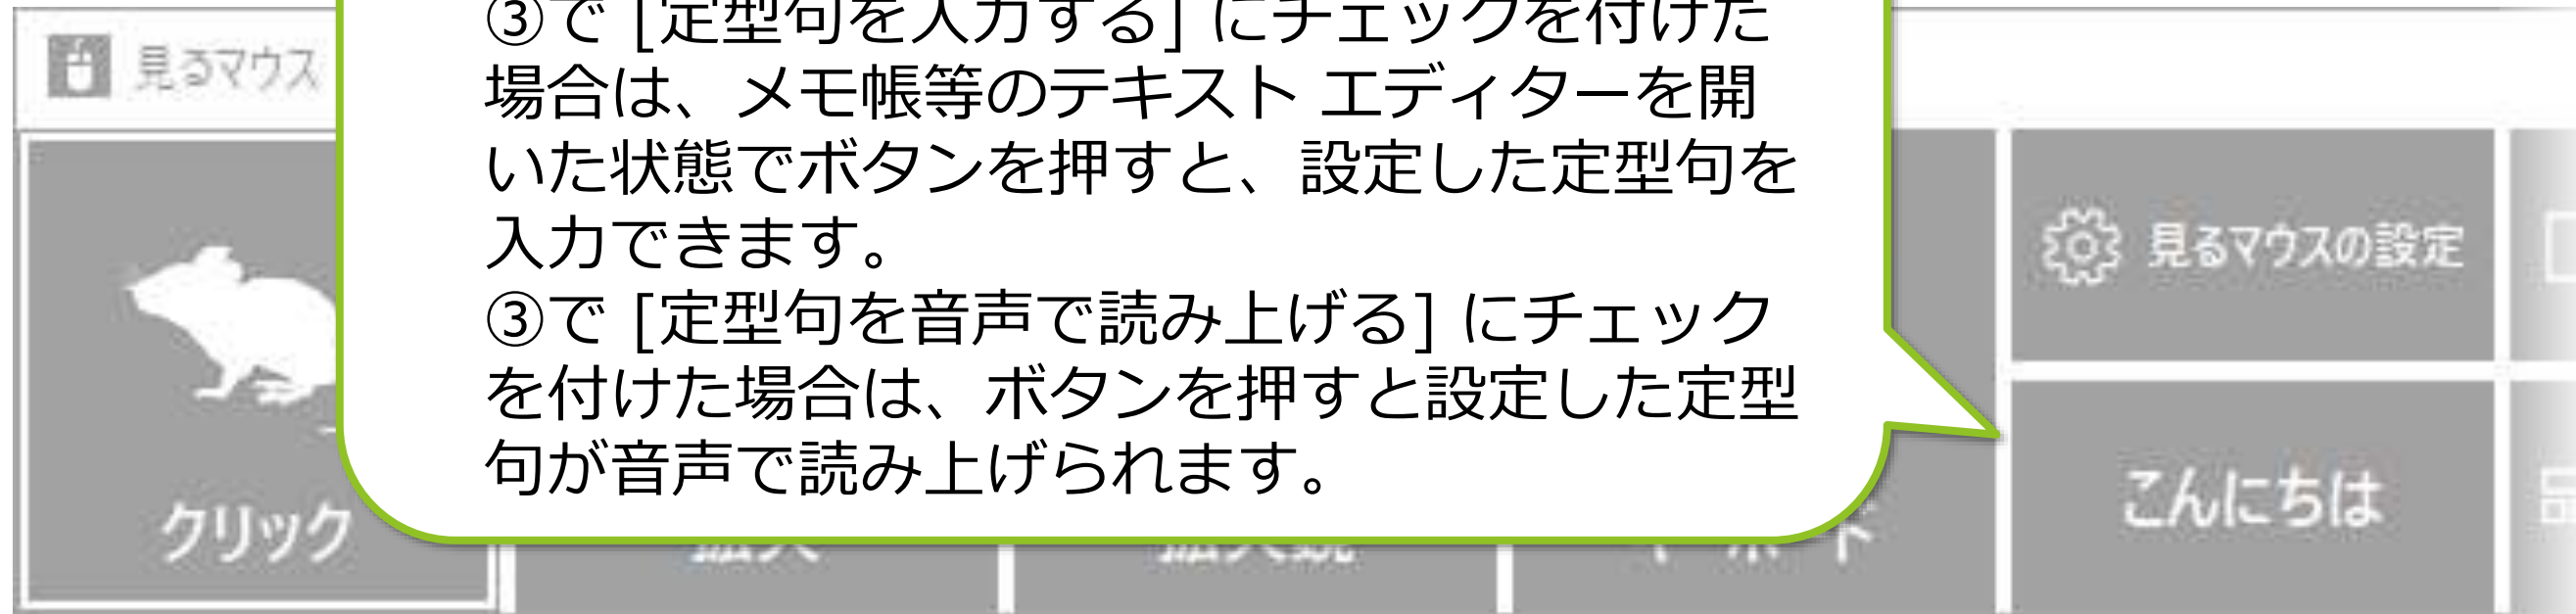 見るマウス
③で [定型句を入力する] にチェックを付けた
場合は、メモ帳等のテキスト エディターを開
いた状態でボタンを押すと、設定した定型句を
入力できます。
③で [定型句を音声で読み上げる] にチェック
を付けた場合は、ボタンを押すと設定した定型
句が音声で読み上げられます。
見るマウスの設定
こんにちは
クリック